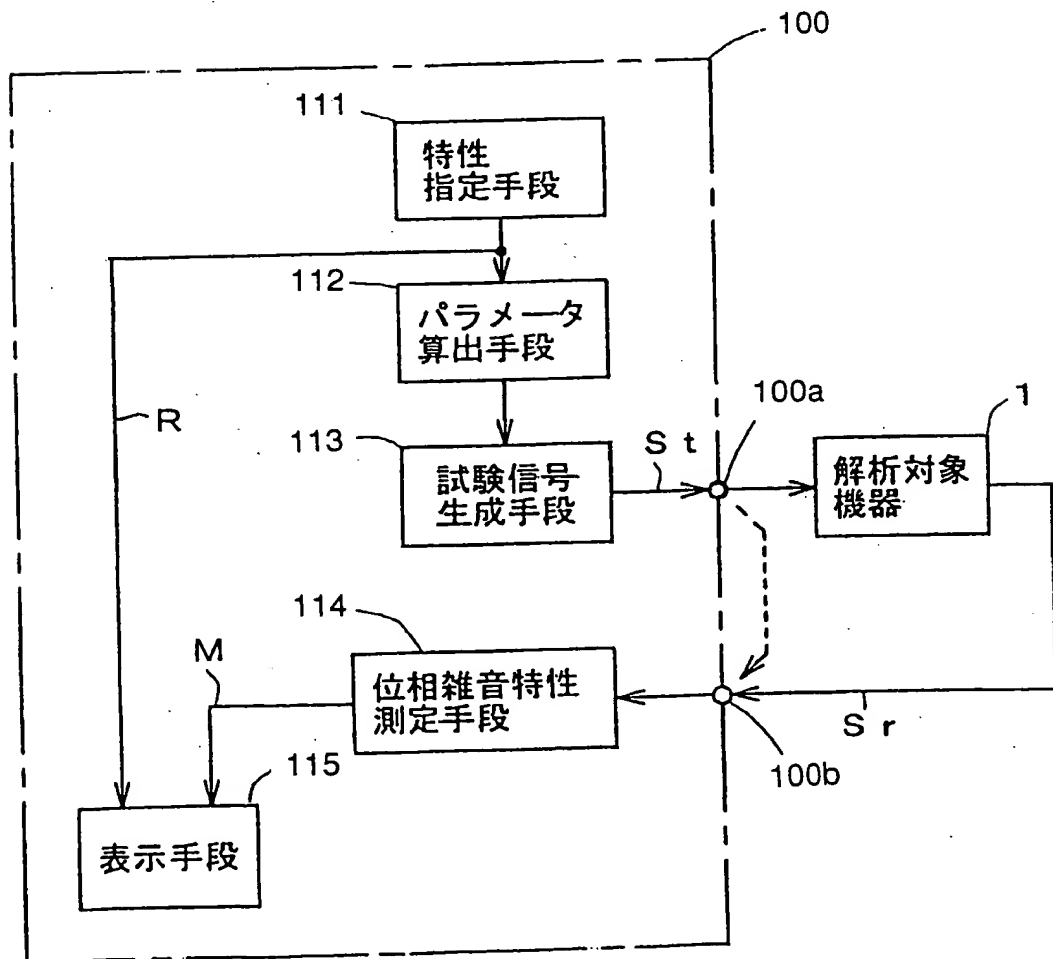 100
111
特性
指定手段
112
パラメータ
算出手段
R
113
試験信号
生成手段
S t
100a
1
解析対象
機器
114
M
位相雑音特性
測定手段
S r
100b
115
表示手段